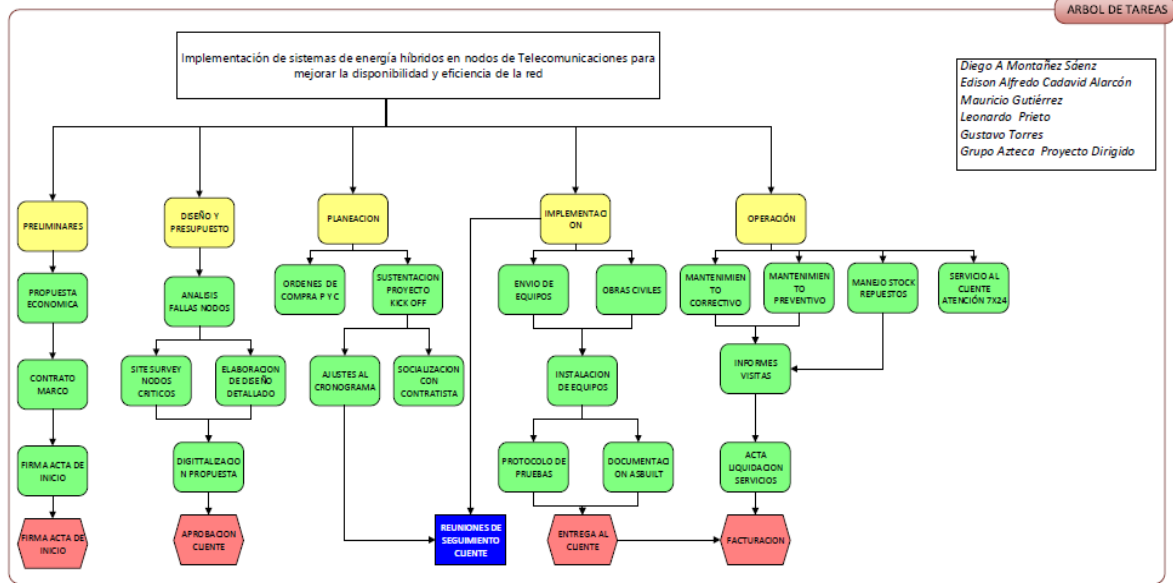 ARBOL DE TAREAS
Implementación de sistemas de energía híbridos en nodos de Telecomunicaciones para
mejorar la disponibilidad y eficiencia de la red
Diego A Montañez Sáenz
Edison Alfredo Cadavid Alarcón
Mauricio Gutiérrez
Leonardo Prieto
Gustavo Torres
Grupo Azteca Proyecto Dirigido
PRELIMINARES
DISEÑO Y
PRESUPUESTO
PLANEACION
IMPLEMENTACI
ON
OPERACIÓN
PROPUESTA
ECONOMICA
ANALISIS
FALLAS NODOS
ORDENES DE
COMPRA P Y C
SUSTENTACION
PROYECTO
KICK OFF
ENVIO DE
EQUIPOS
OBRAS CIVILES
MANTENIMIEN
TO
CORRECTIVO
MANTENIMIEN
TO
PREVENTIVO
MANEJO STOCK
REPUESTOS
SERVICIO AL
CLIENTE
ATENCIÓN 7X24
CONTRATO
MARCO
SITE SURVEY
NODOS
CRITICOS
ELABORACION
DE DISEÑO
DETALLADO
AJUSTES AL
CRONOGRAMA
SOCIALIZACION
CON
CONTRATISTA
INSTALACION
DE EQUIPOS
INFORMES
VISITAS
FIRMA ACTA DE
INICIO
DIGITTALIZACIO
N PROPUESTA
PROTOCOLO DE
PRUEBAS
DOCUMENTACI
ON ASBUILT
ACTA
LIQUIDACION
SERVICIOS
FIRMA ACTA DE
INICIO
APROBACION
CLIENTE
REUNIONES DE
SEGUIMIENTO
CLIENTE
ENTREGA AL
CLIENTE
FACTURACION